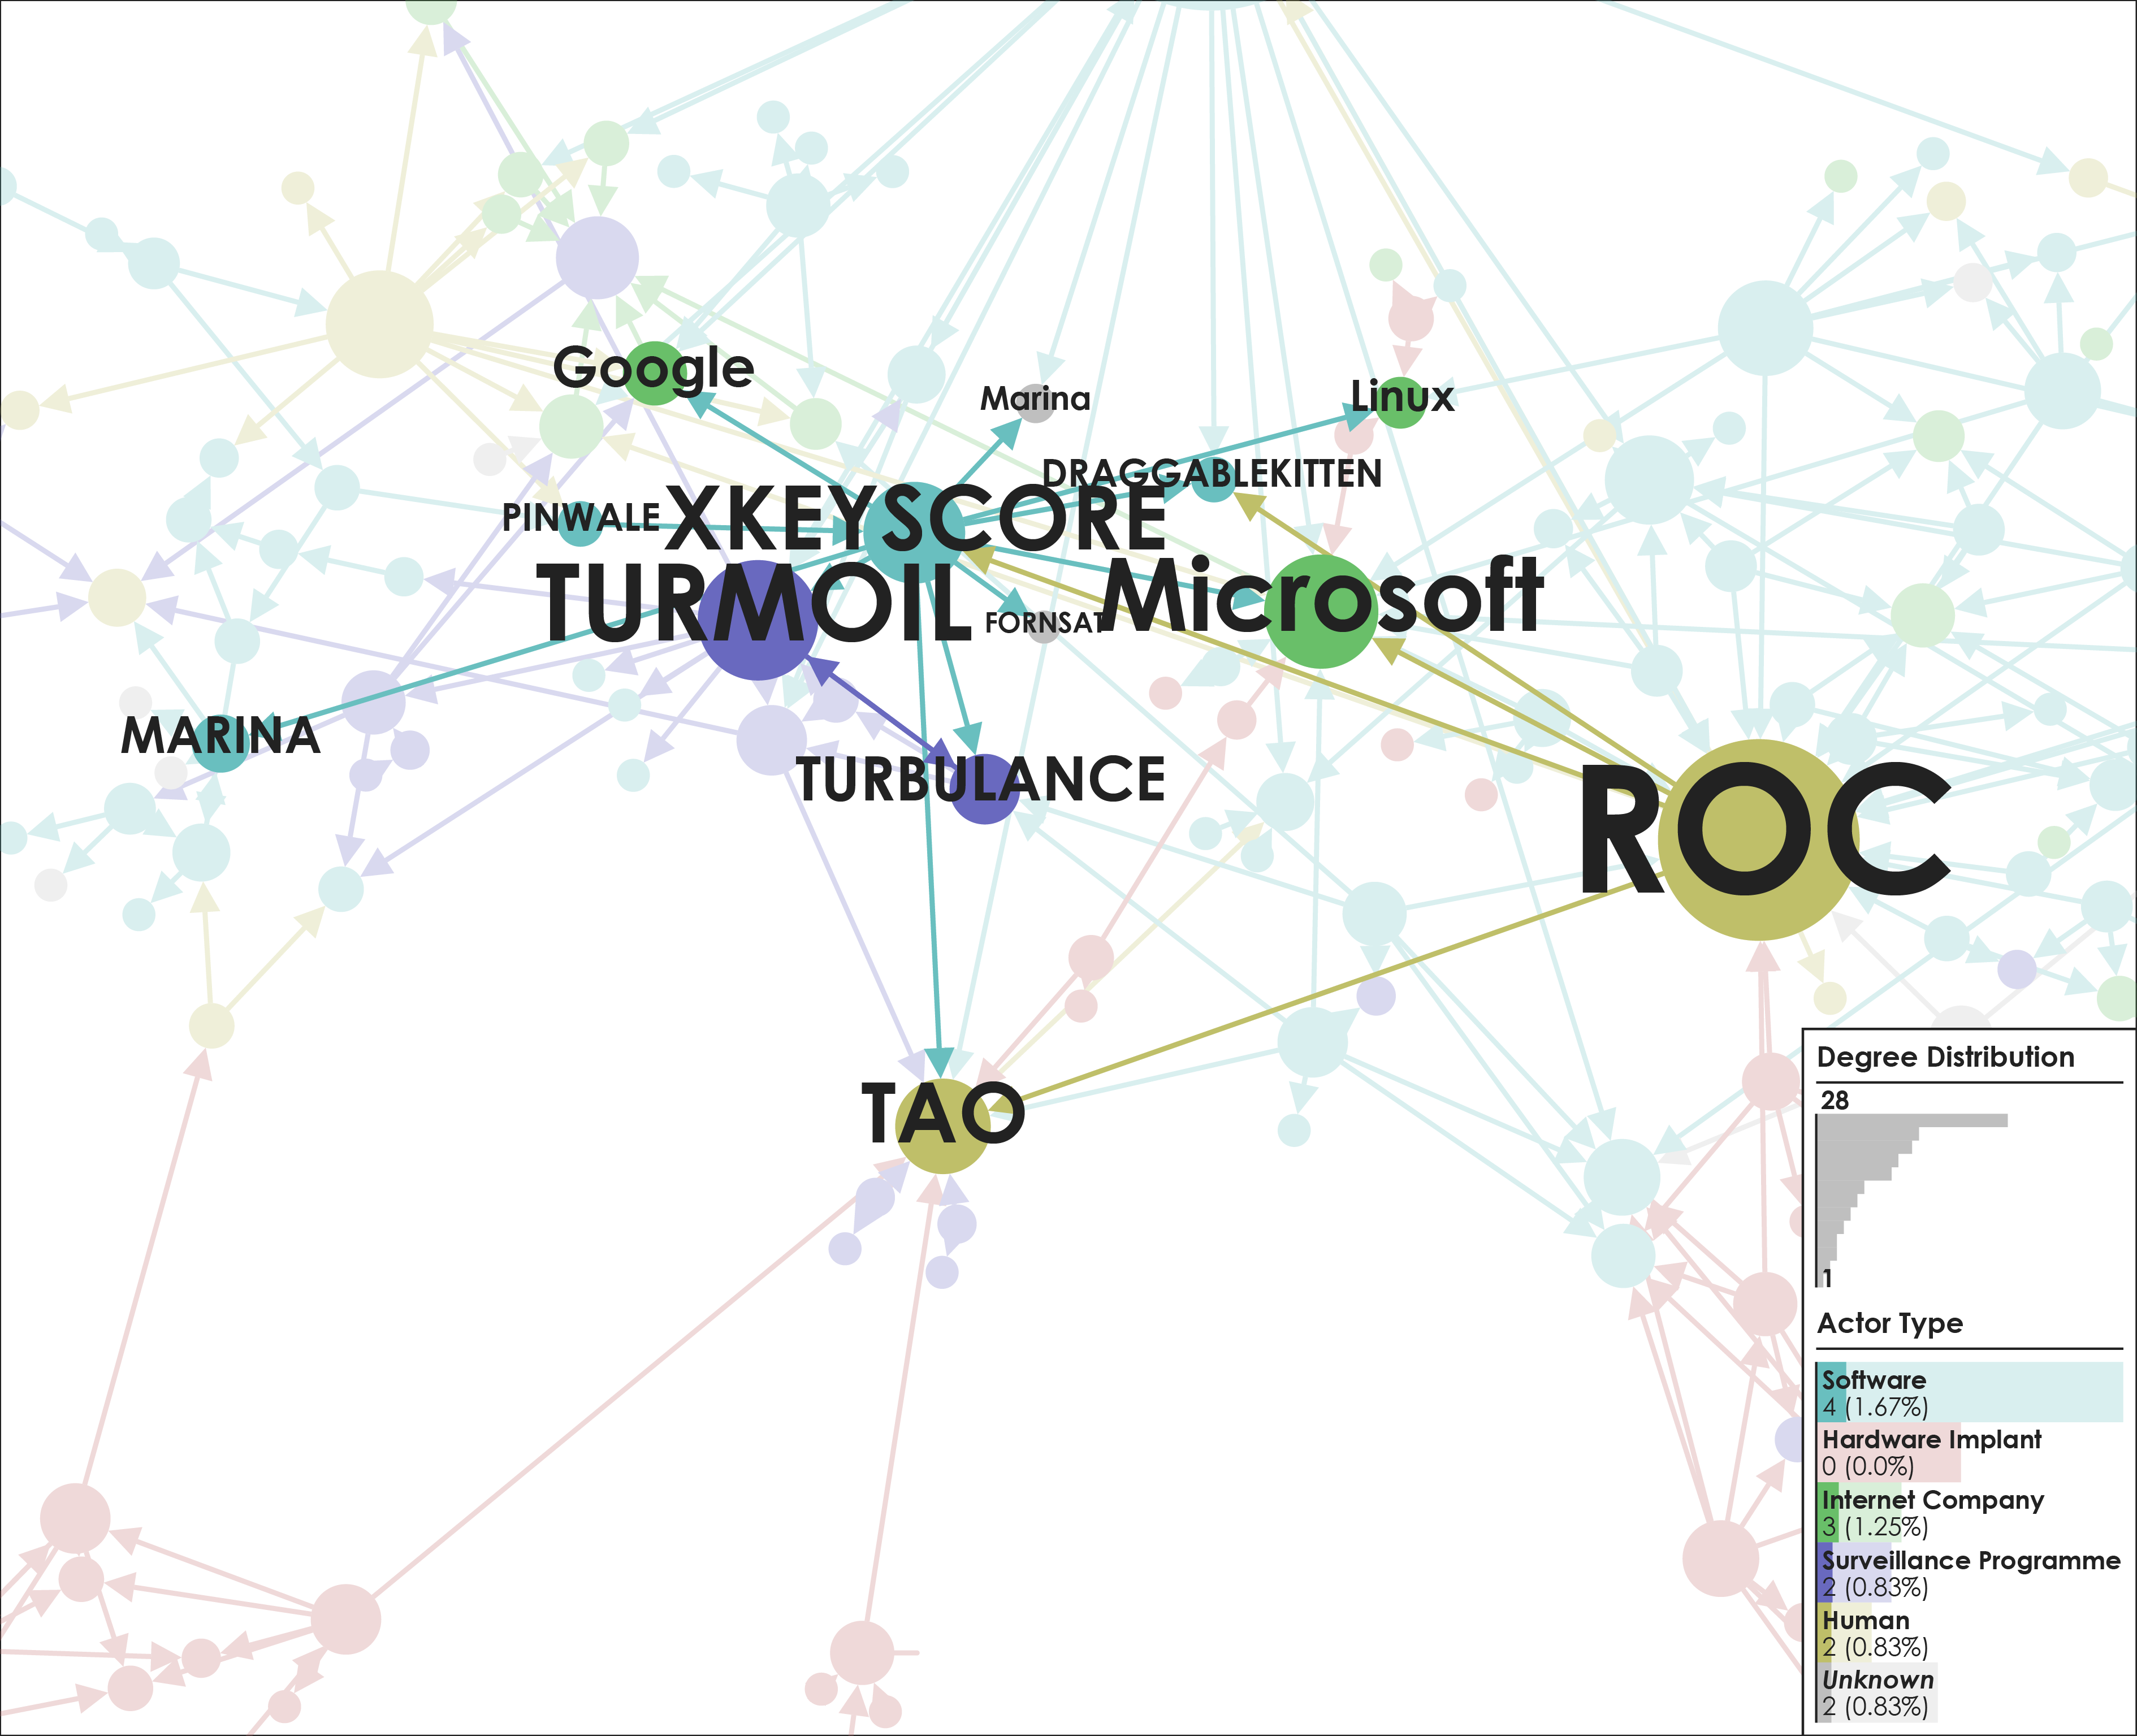 Google
Marina
Linux
DRAGGABLEKITTEN
PINWALE
XKEYSCORE
TURMOIL
FORNSAT
Microsoft
MARINA
TURBULANCE
ROC
TAO
Degree Distribution
28
1
Actor Type
Software
4 (1.67%)
Hardware Implant
0 (0.0%)
Internet Company
3 (1.25%)
Surveillance Programme
2 (0.83%)
Human
2 (0.83%)
Unknown
2 (0.83%)